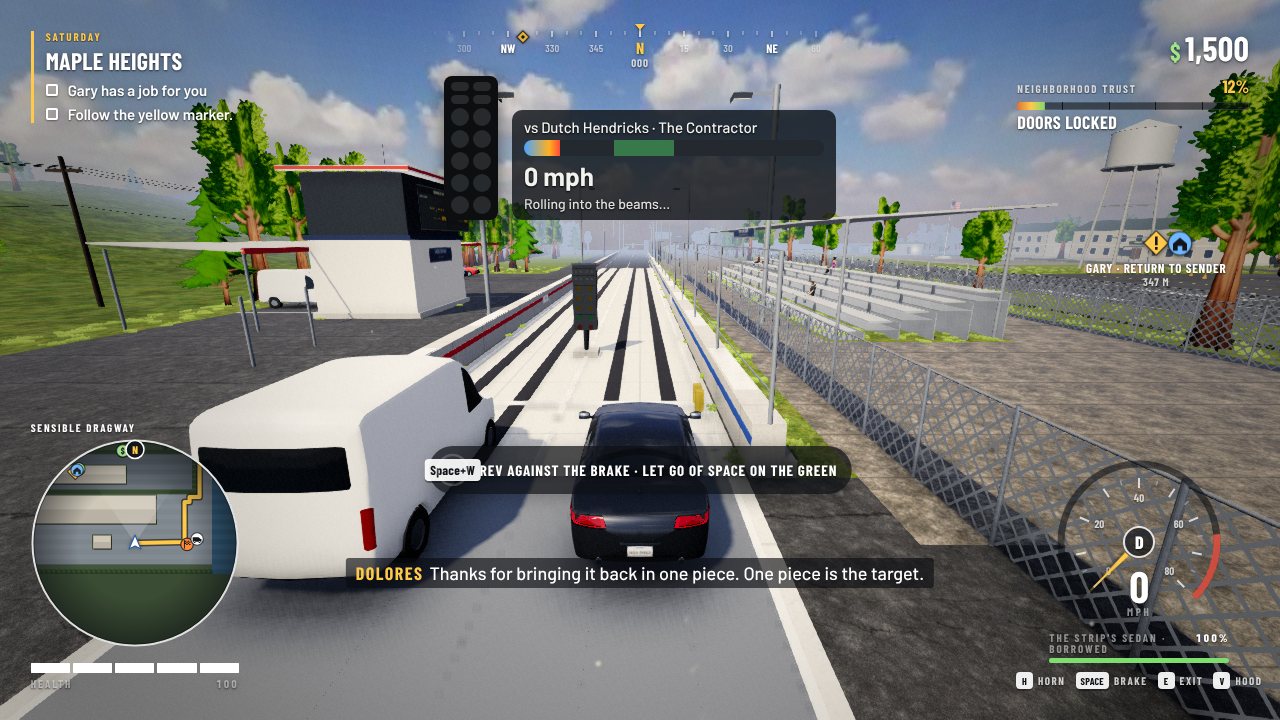 SATURDAY
MAPLE HEIGHTS
Gary has a job for you
Follow the yellow marker.
300 NW 330 345 N 15 30 NE 60
000
$1,500
NEIGHBORHOOD TRUST 12%
DOORS LOCKED
vs Dutch Hendricks · The Contractor
0 mph
Rolling into the beams...
GARY · RETURN TO SENDER
347 M
Space+W REV AGAINST THE BRAKE · LET GO OF SPACE ON THE GREEN
DOLORES Thanks for bringing it back in one piece. One piece is the target.
SENSIBLE DRAGWAY
$ N
HEALTH 100
20 40 60 80
D
0
MPH
THE STRIP'S SEDAN · BORROWED 100%
H HORN SPACE BRAKE E EXIT V HOOD